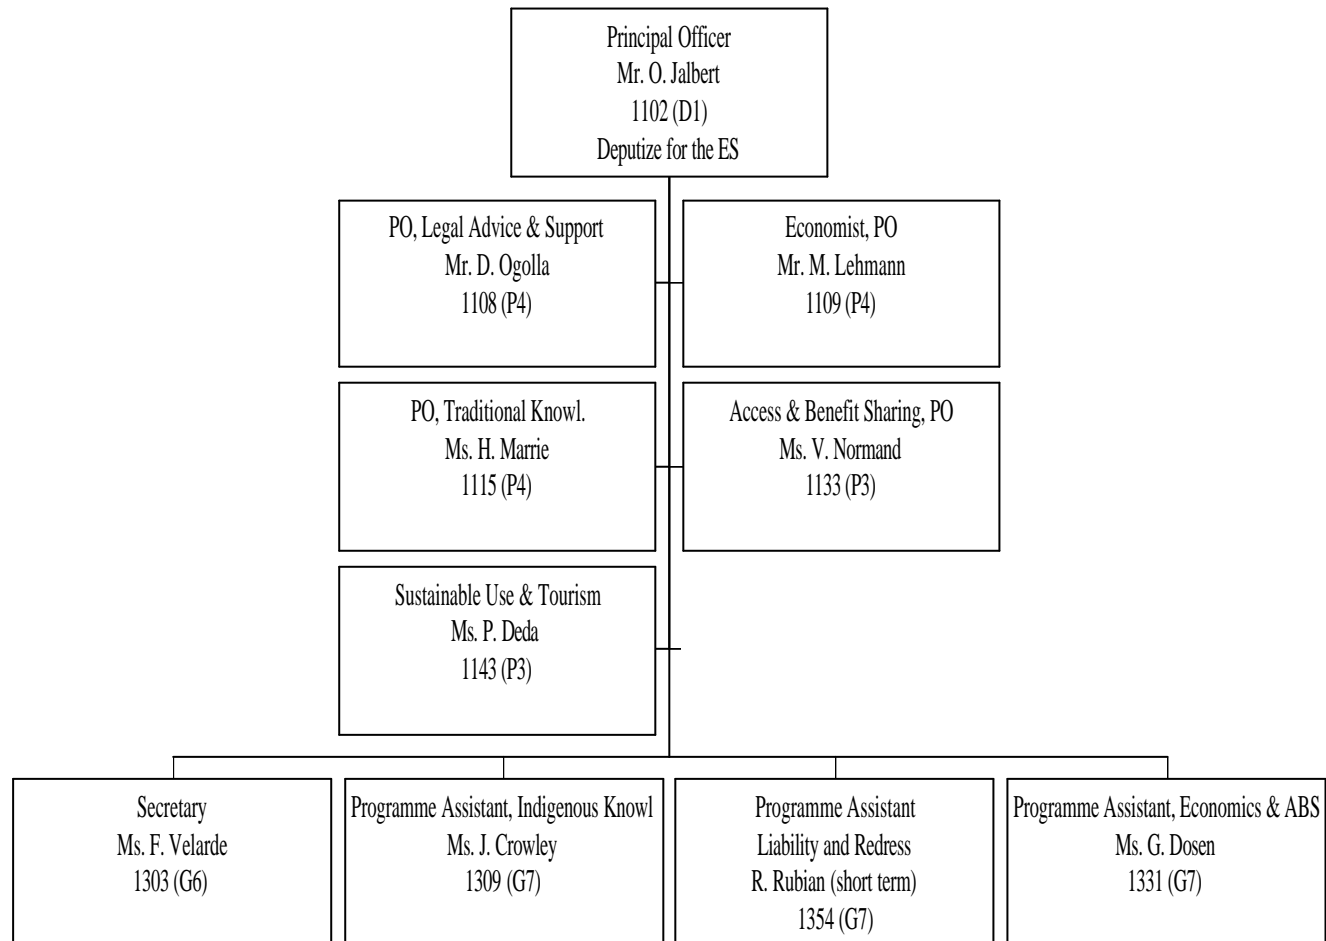 Principal Officer
Mr. O. Jalbert
1102 (D1)
Deputize for the ES
PO, Legal Advice & Support
Mr. D. Ogolla
1108 (P4)
Economist, PO
Mr. M. Lehmann
1109 (P4)
PO, Traditional Knowl.
Ms. H. Marrie
1115 (P4)
Access & Benefit Sharing, PO
Ms. V. Normand
1133 (P3)
Sustainable Use & Tourism
Ms. P. Deda
1143 (P3)
Secretary
Ms. F. Velarde
1303 (G6)
Programme Assistant, Indigenous Knowl
Ms. J. Crowley
1309 (G7)
Programme Assistant
Liability and Redress
R. Rubian (short term)
1354 (G7)
Programme Assistant, Economics & ABS
Ms. G. Dosen
1331 (G7)